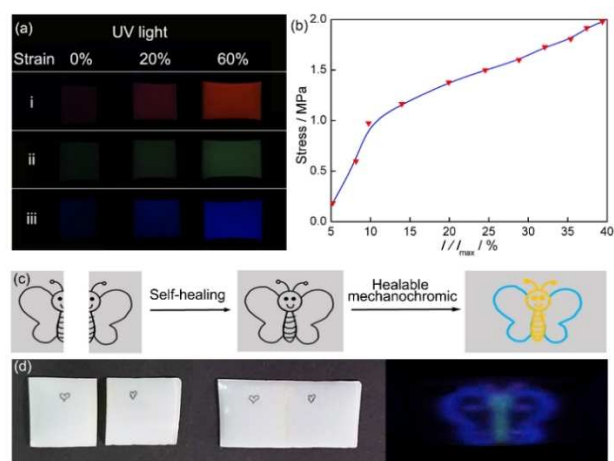 (a)
UV light
Strain 0% 20% 60%
i
ii
iii
(b)
Stress / MPa
2.0
1.5
1.0
0.5
0.0
5 10 15 20 25 30 35 40
I / Imax / %
(c)
Self-healing
Healable
mechanochromic
(d)